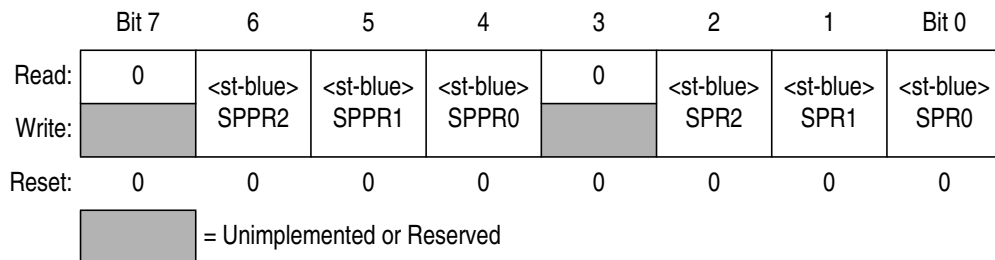 Bit 7 6 5 4 3 2 1 Bit 0
Read: 0 <st-blue> SPPR2 <st-blue> SPPR1 <st-blue> SPPR0 0 <st-blue> SPR2 <st-blue> SPR1 <st-blue> SPR0
Write:
Reset: 0 0 0 0 0 0 0 0
= Unimplemented or Reserved